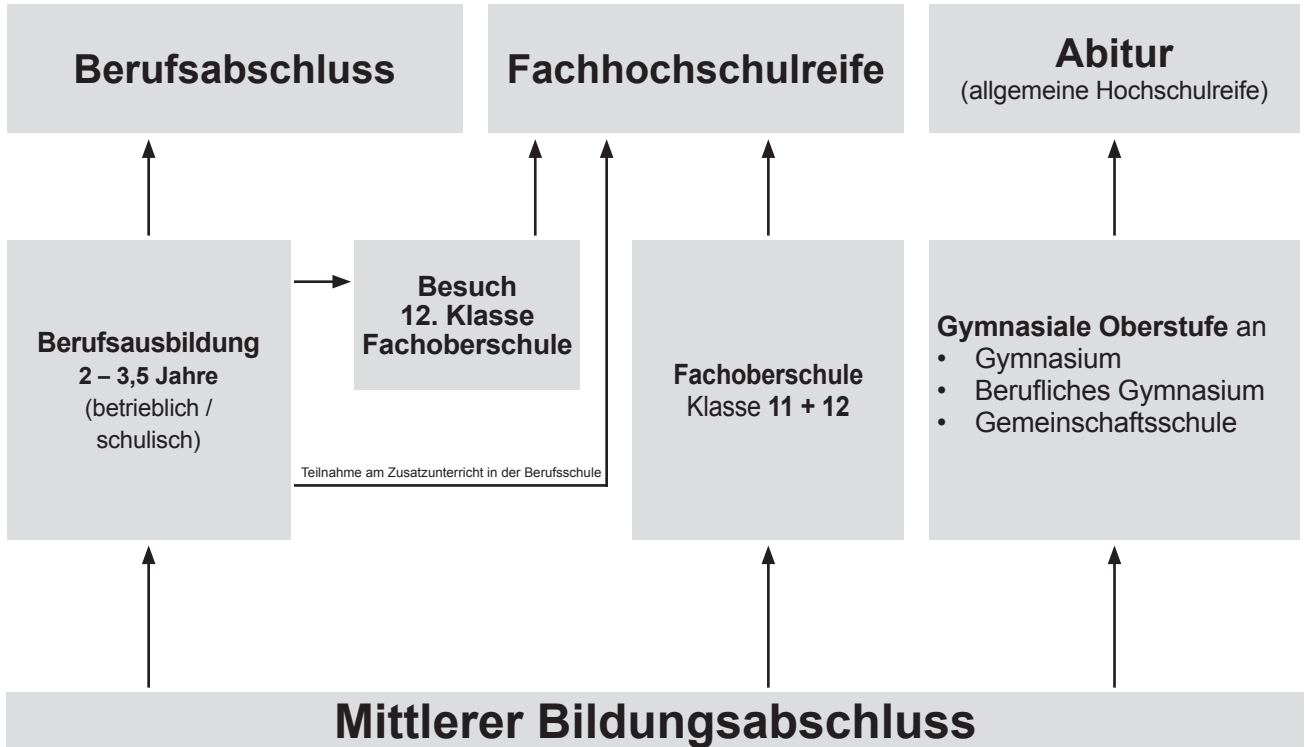 Berufsabschluss
Fachhochschulreife
Abitur
(allgemeine Hochschulreife)
Berufsausbildung
2 – 3,5 Jahre
(betrieblich /
schulisch)
Besuch
12. Klasse
Fachoberschule
Teilnahme am Zusatzunterricht in der Berufsschule
Fachoberschule
Klasse 11 + 12
Gymnasiale Oberstufe an
• Gymnasium
• Berufliches Gymnasium
• Gemeinschaftsschule
Mittlerer Bildungsabschluss